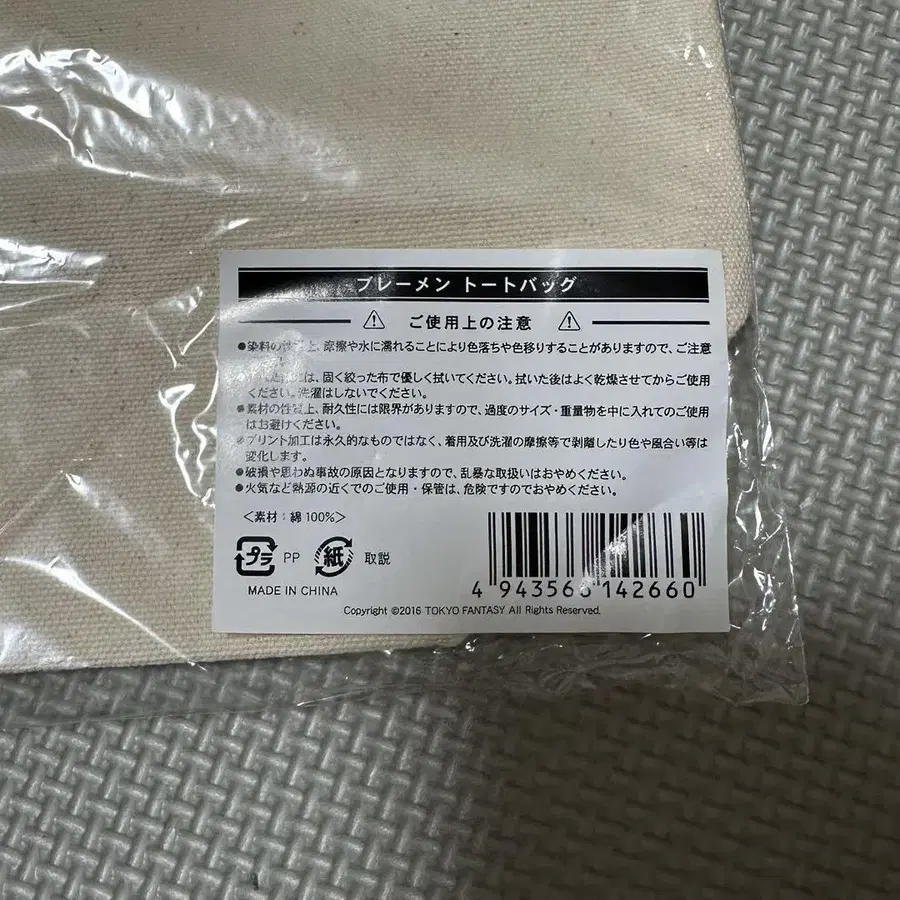 ブレーメン トートバッグ
ご使用上の注意
●染料の性質上、摩擦や水に濡れることにより色落ちや色移りすることがありますので、ご注意
は、固く絞った布で優しく拭いてください。拭いた後はよく乾燥させてからご使用
ください。洗濯はしないでください。
●素材の性質上、耐久性には限界がありますので、過度のサイズ・重量物を中に入れてのご使用
はお避けください。
●プリント加工は永久的なものではなく、着用及び洗濯の摩擦等で剥離したり色や風合い等は
変化します。
●破損や思わぬ事故の原因となりますので、乱暴な取扱いはおやめください。
●火気など熱源の近くでのご使用・保管は、危険ですのでおやめください。
＜素材：綿 100%＞
プラ PP 紙 取説
MADE IN CHINA
4 943566 142660
Copyright ©2016 TOKYO FANTASY All Rights Reserved.